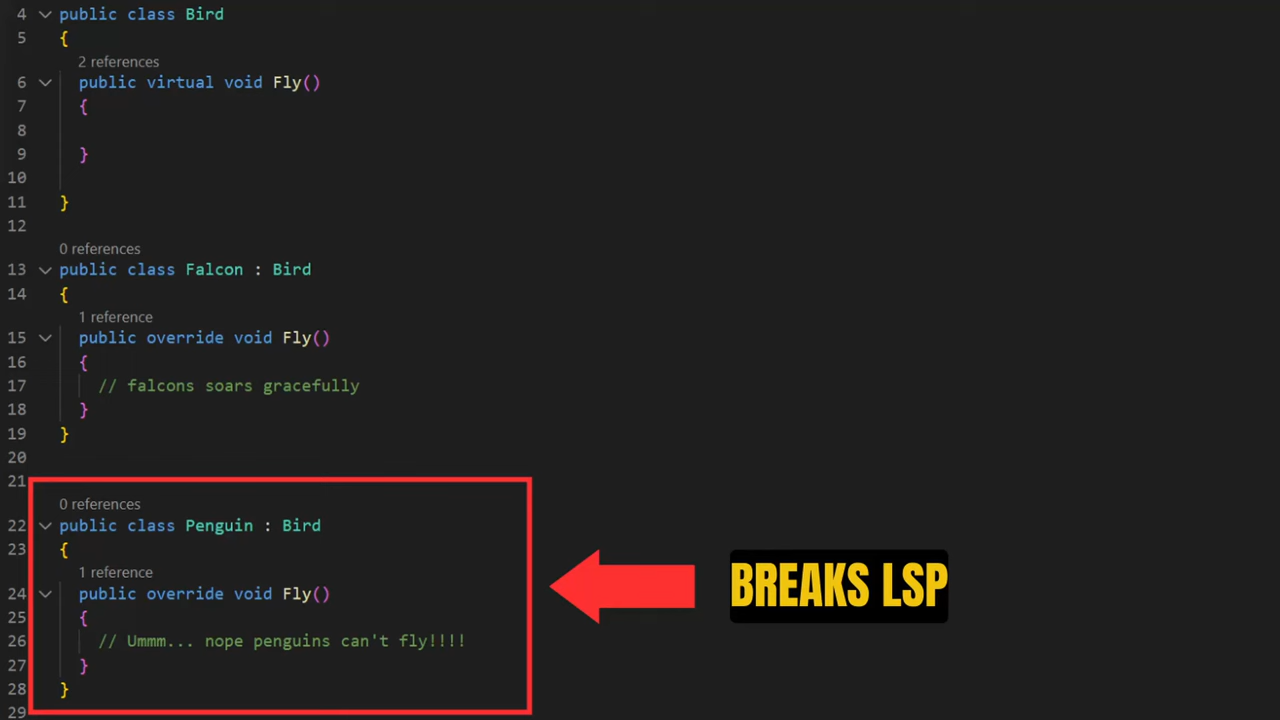 4 public class Bird
5 {
2 references
6 public virtual void Fly()
7 {
8
9 }
10
11 }
12
0 references
13 public class Falcon : Bird
14 {
1 reference
15 public override void Fly()
16 {
17 // falcons soars gracefully
18 }
19 }
20
21
0 references
22 public class Penguin : Bird
23 {
1 reference
24 public override void Fly()
25 {
26 // Ummm... nope penguins can't fly!!!!
27 }
28 }
29
BREAKS LSP